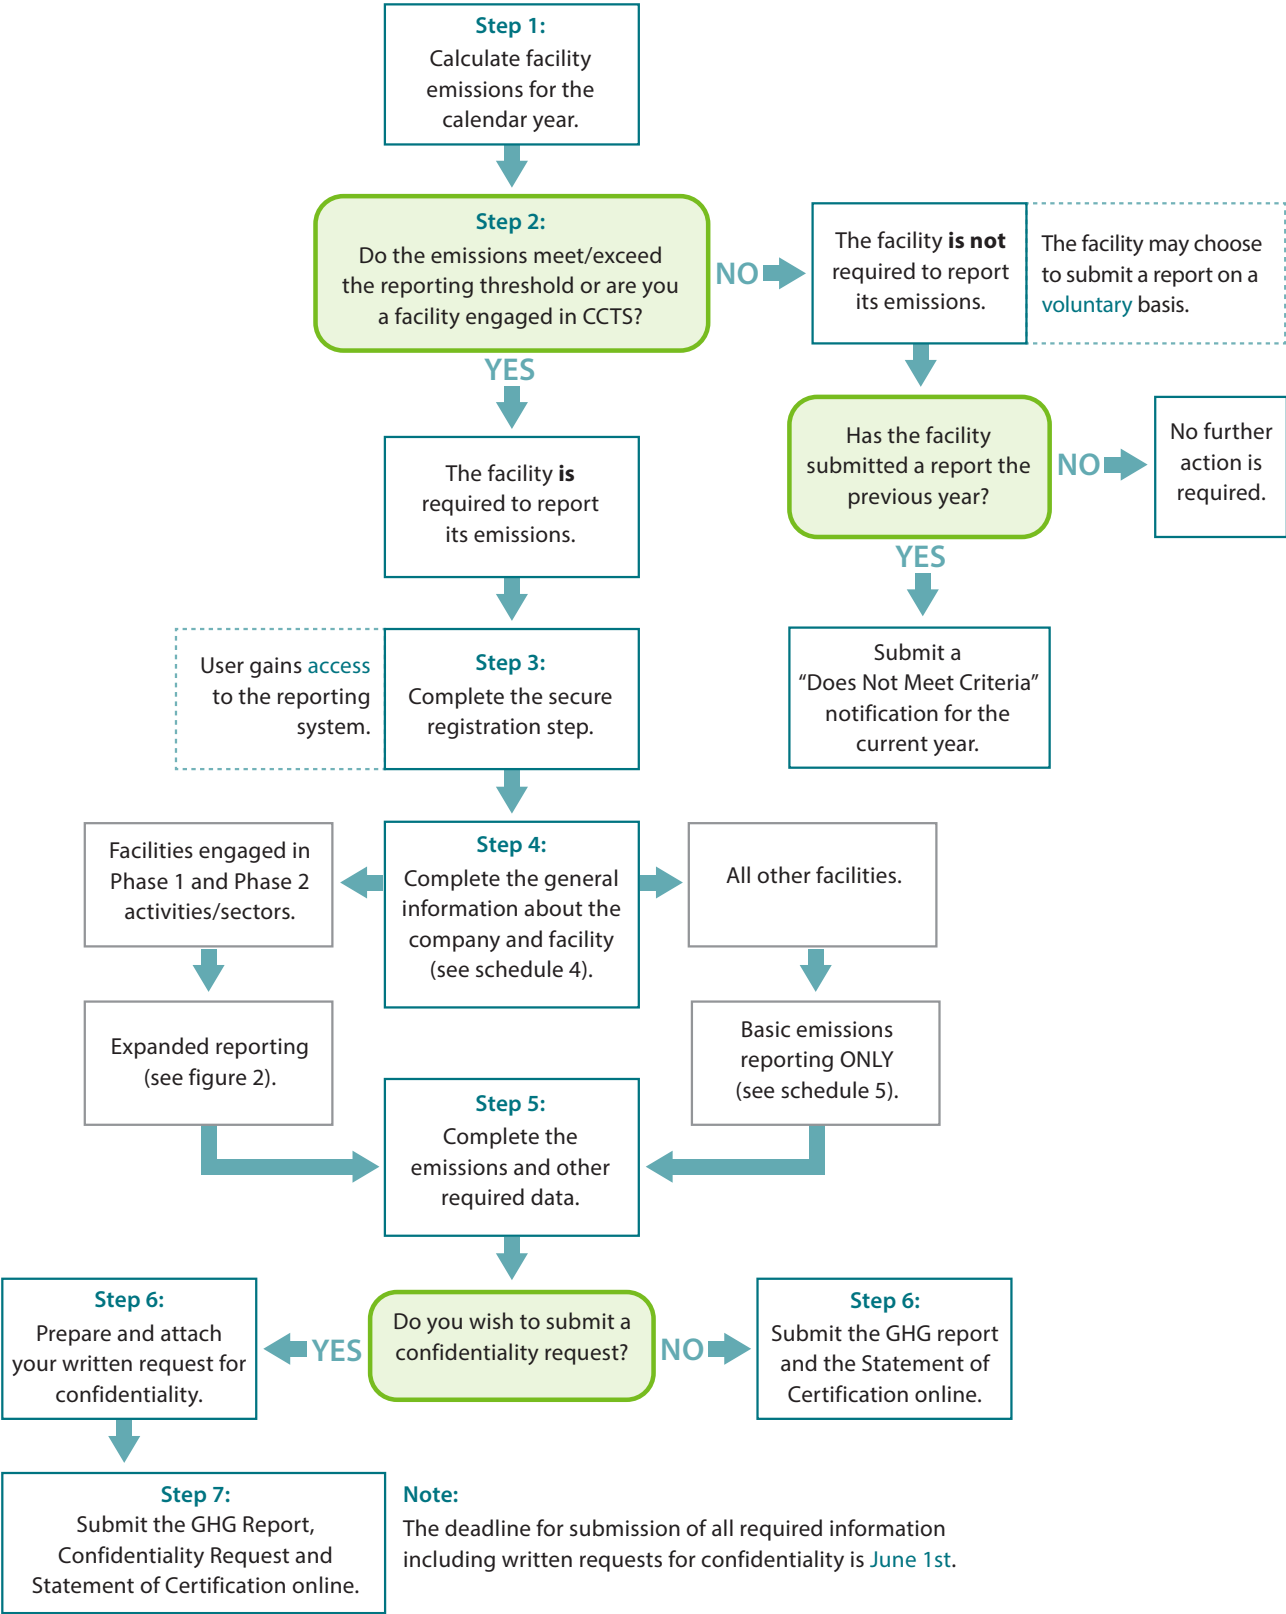 Step 1:
Calculate facility
emissions for the
calendar year.
Step 2:
Do the emissions meet/exceed
the reporting threshold or are you
a facility engaged in CCTS?
NO
The facility is not
required to report
its emissions.
The facility may choose
to submit a report on a
voluntary basis.
YES
Has the facility
submitted a report the
previous year?
NO
No further
action is
required.
The facility is
required to report
its emissions.
YES
Submit a
“Does Not Meet Criteria”
notification for the
current year.
User gains access
to the reporting
system.
Step 3:
Complete the secure
registration step.
Facilities engaged in
Phase 1 and Phase 2
activities/sectors.
Step 4:
Complete the general
information about the
company and facility
(see schedule 4).
All other facilities.
Expanded reporting
(see figure 2).
Basic emissions
reporting ONLY
(see schedule 5).
Step 5:
Complete the
emissions and other
required data.
Do you wish to submit a
confidentiality request?
YES
NO
Step 6:
Prepare and attach
your written request for
confidentiality.
Step 6:
Submit the GHG report
and the Statement of
Certification online.
Step 7:
Submit the GHG Report,
Confidentiality Request and
Statement of Certification online.
Note:
The deadline for submission of all required information
including written requests for confidentiality is June 1st.